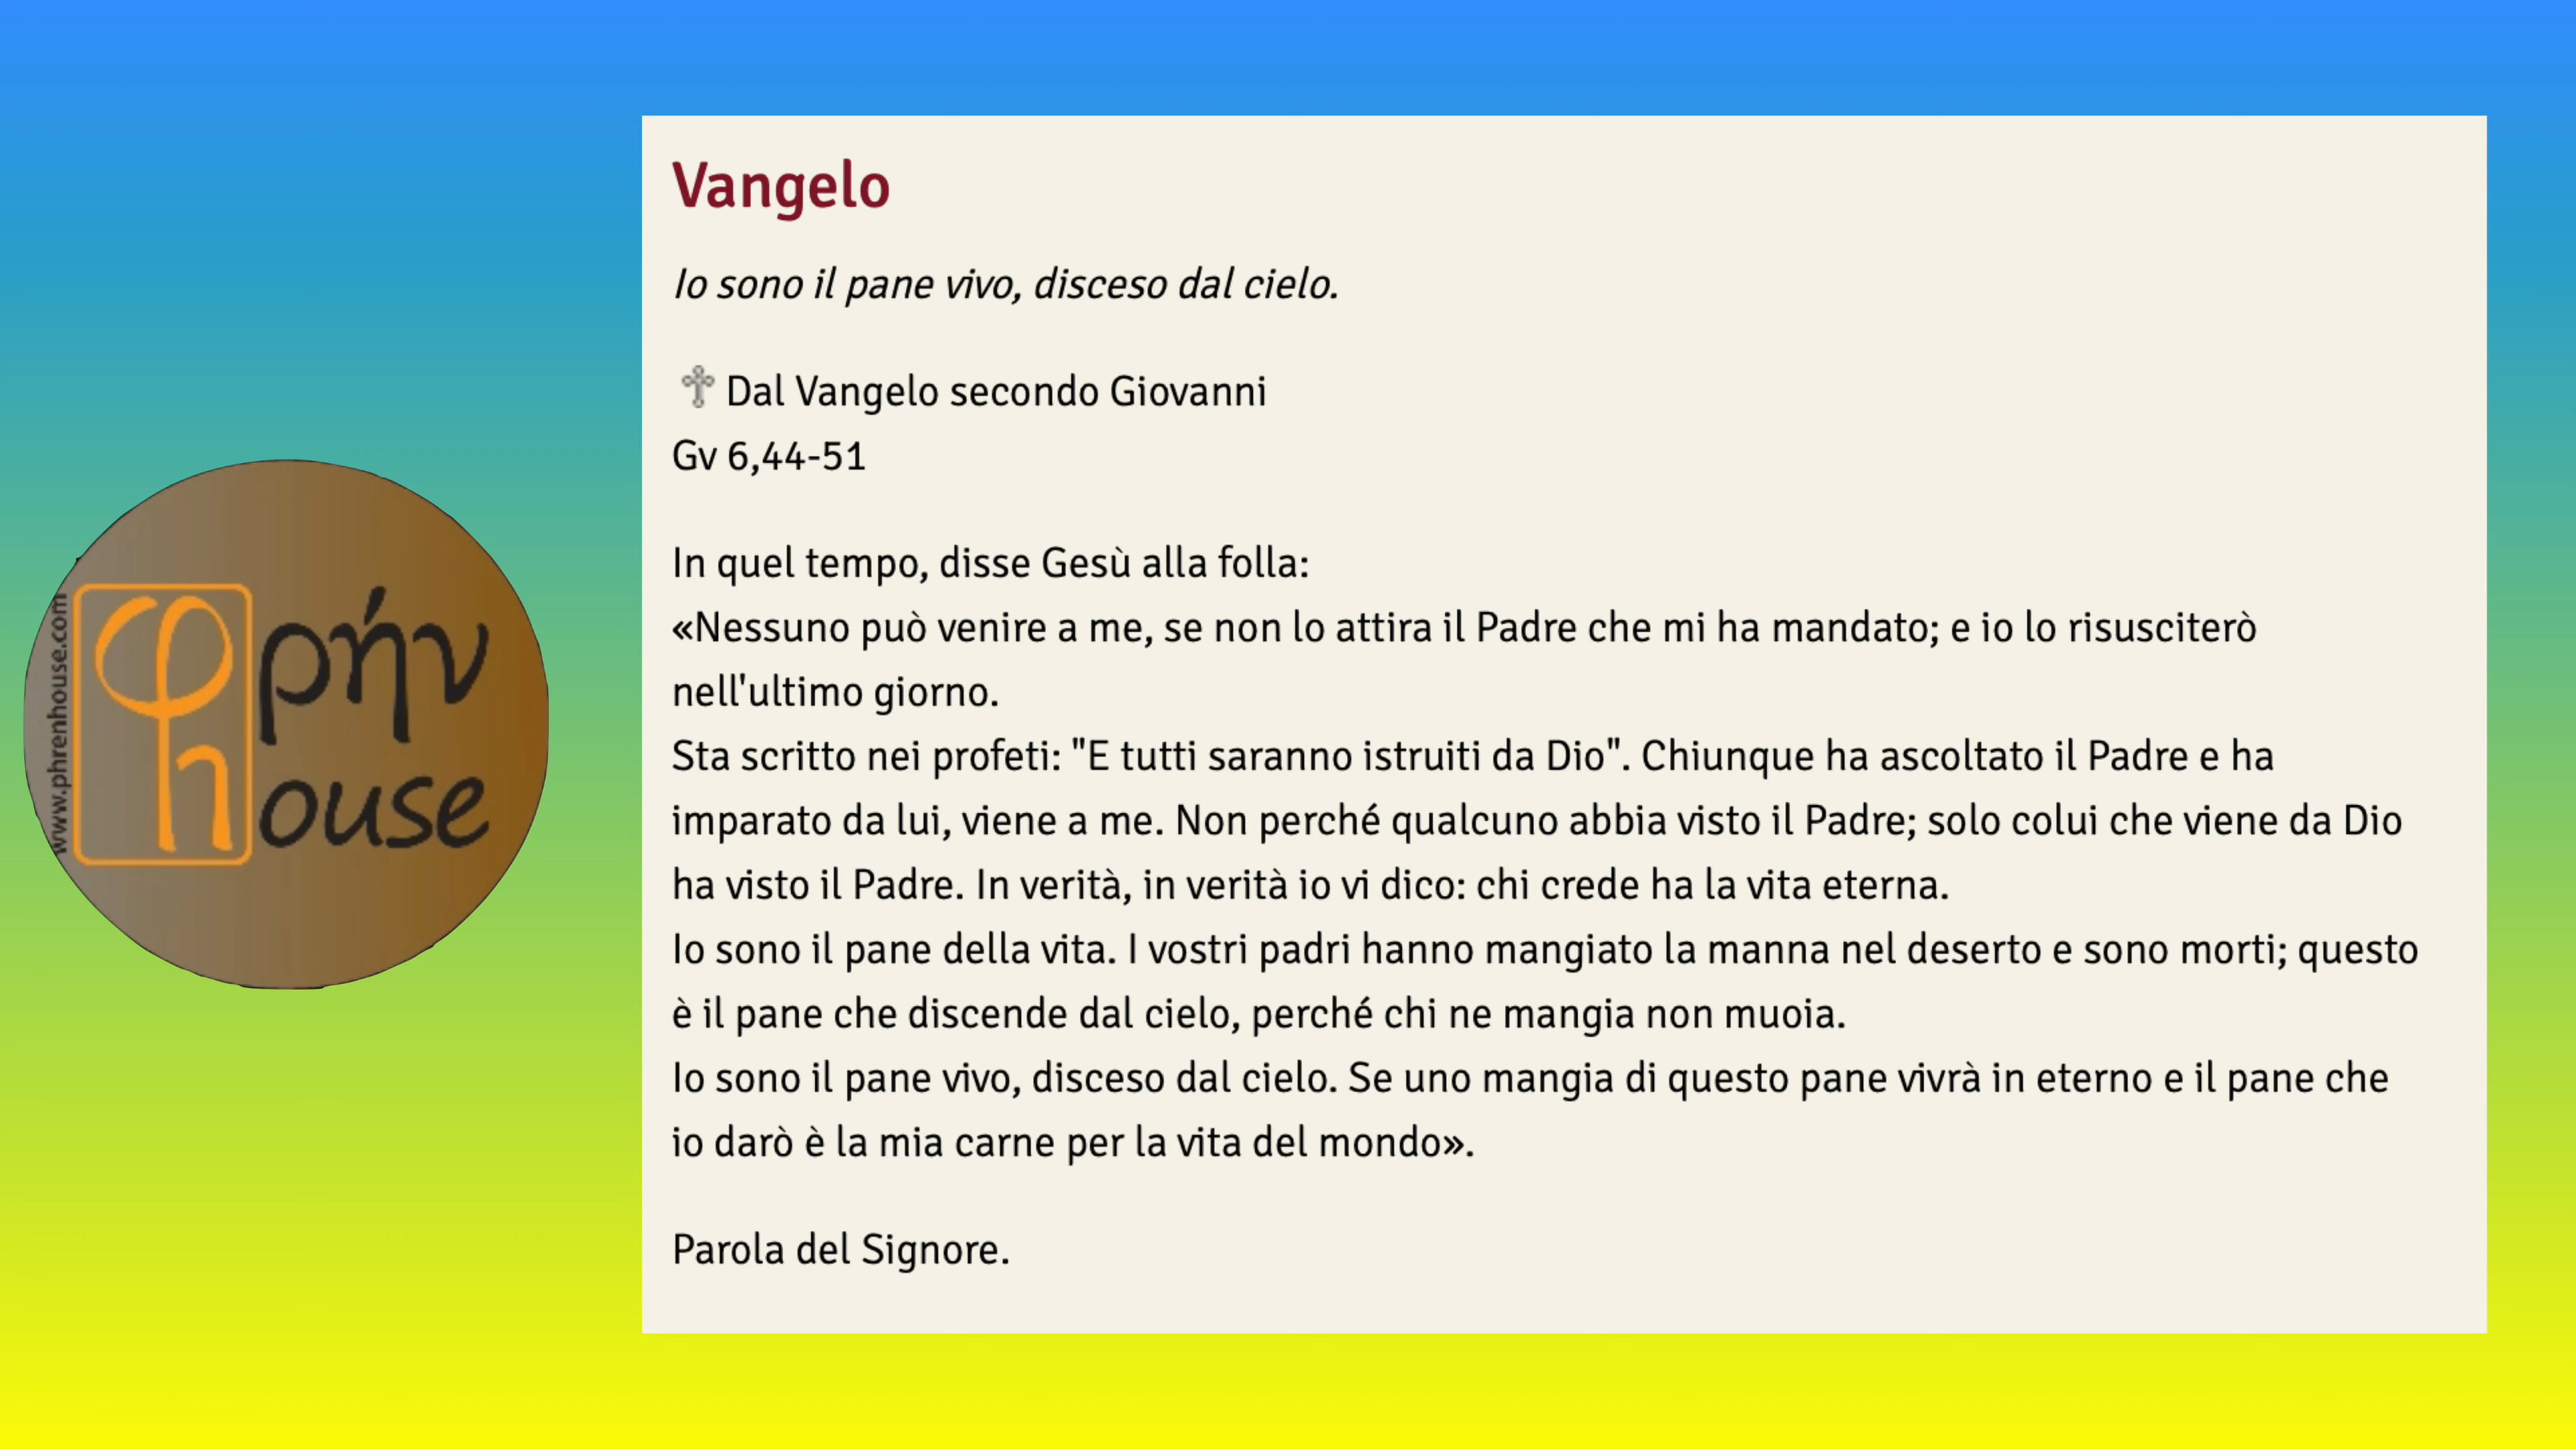 www.phrenhouse.com
φρήν
house
Vangelo
Io sono il pane vivo, disceso dal cielo.
Dal Vangelo secondo Giovanni
Gv 6,44-51
In quel tempo, disse Gesù alla folla:
«Nessuno può venire a me, se non lo attira il Padre che mi ha mandato; e io lo risusciterò
nell'ultimo giorno.
Sta scritto nei profeti: "E tutti saranno istruiti da Dio". Chiunque ha ascoltato il Padre e ha
imparato da lui, viene a me. Non perché qualcuno abbia visto il Padre; solo colui che viene da Dio
ha visto il Padre. In verità, in verità io vi dico: chi crede ha la vita eterna.
Io sono il pane della vita. I vostri padri hanno mangiato la manna nel deserto e sono morti; questo
è il pane che discende dal cielo, perché chi ne mangia non muoia.
Io sono il pane vivo, disceso dal cielo. Se uno mangia di questo pane vivrà in eterno e il pane che
io darò è la mia carne per la vita del mondo».
Parola del Signore.